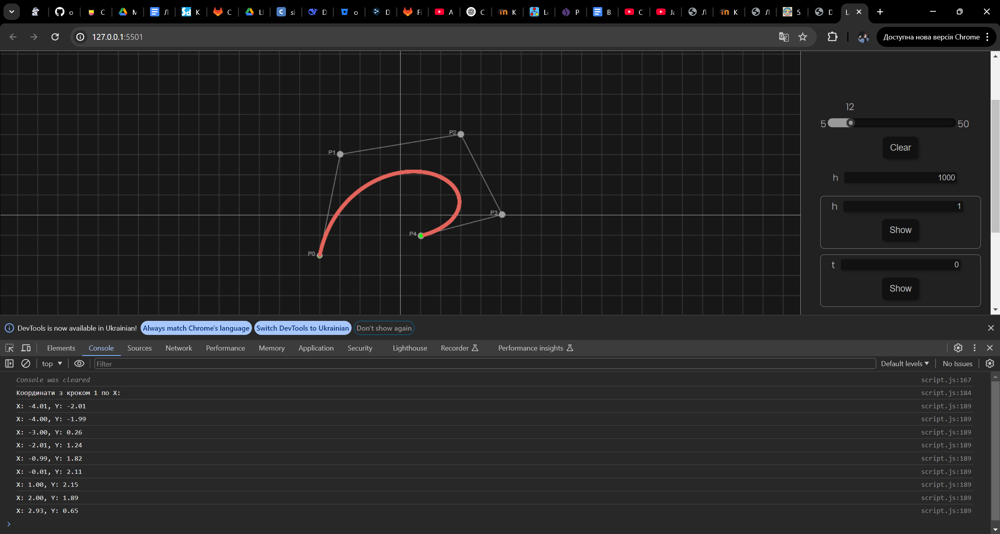 o C M Л K C Ll si D o D Fi A C K Le P B C Ja Л K Л 5. D L
127.0.0.1:5501
Доступна нова версія Chrome
12
5 50
Clear
h 1000
h 1
Show
t 0
Show
P2
P1
P3
P4
P0
DevTools is now available in Ukrainian! Always match Chrome's language Switch DevTools to Ukrainian Don't show again
Elements Console Sources Network Performance Memory Application Security Lighthouse Recorder Performance insights
top Filter Default levels No Issues
Console was cleared script.js:167
Координати з кроком 1 по X: script.js:184
X: -4.01, Y: -2.01 script.js:189
X: -4.00, Y: -1.99 script.js:189
X: -3.00, Y: 0.26 script.js:189
X: -2.01, Y: 1.24 script.js:189
X: -0.99, Y: 1.82 script.js:189
X: -0.01, Y: 2.11 script.js:189
X: 1.00, Y: 2.15 script.js:189
X: 2.00, Y: 1.89 script.js:189
X: 2.93, Y: 0.65 script.js:189